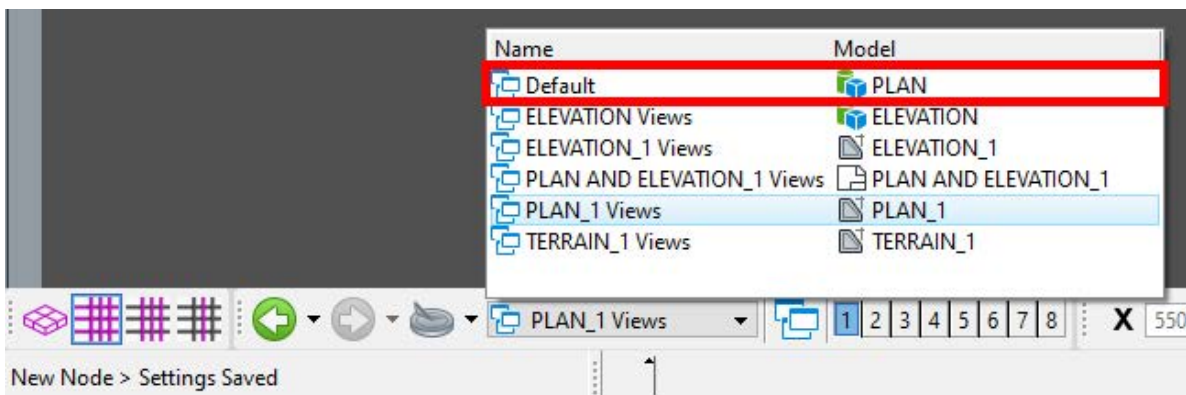 Name Model
Default PLAN
ELEVATION Views ELEVATION
ELEVATION_1 Views ELEVATION_1
PLAN AND ELEVATION_1 Views PLAN AND ELEVATION_1
PLAN_1 Views PLAN_1
TERRAIN_1 Views TERRAIN_1
PLAN_1 Views 1 2 3 4 5 6 7 8 X 550
New Node > Settings Saved